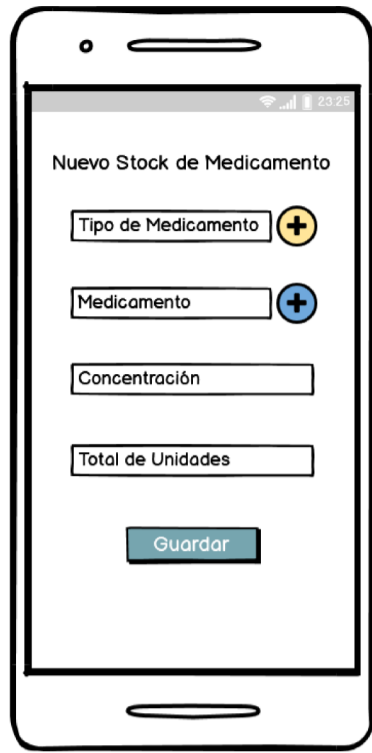 23:25
Nuevo Stock de Medicamento
Tipo de Medicamento
Medicamento
Concentración
Total de Unidades
Guardar